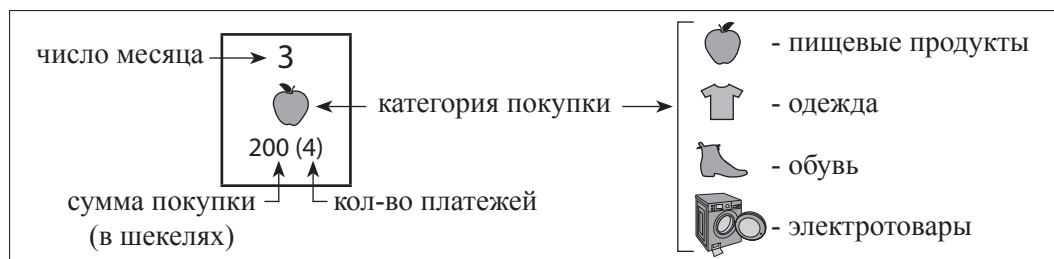 число месяца
3
200 (4)
сумма покупки
(в шекелях)
кол-во платежей
категория покупки
- пищевые продукты
- одежда
- обувь
- электротовары